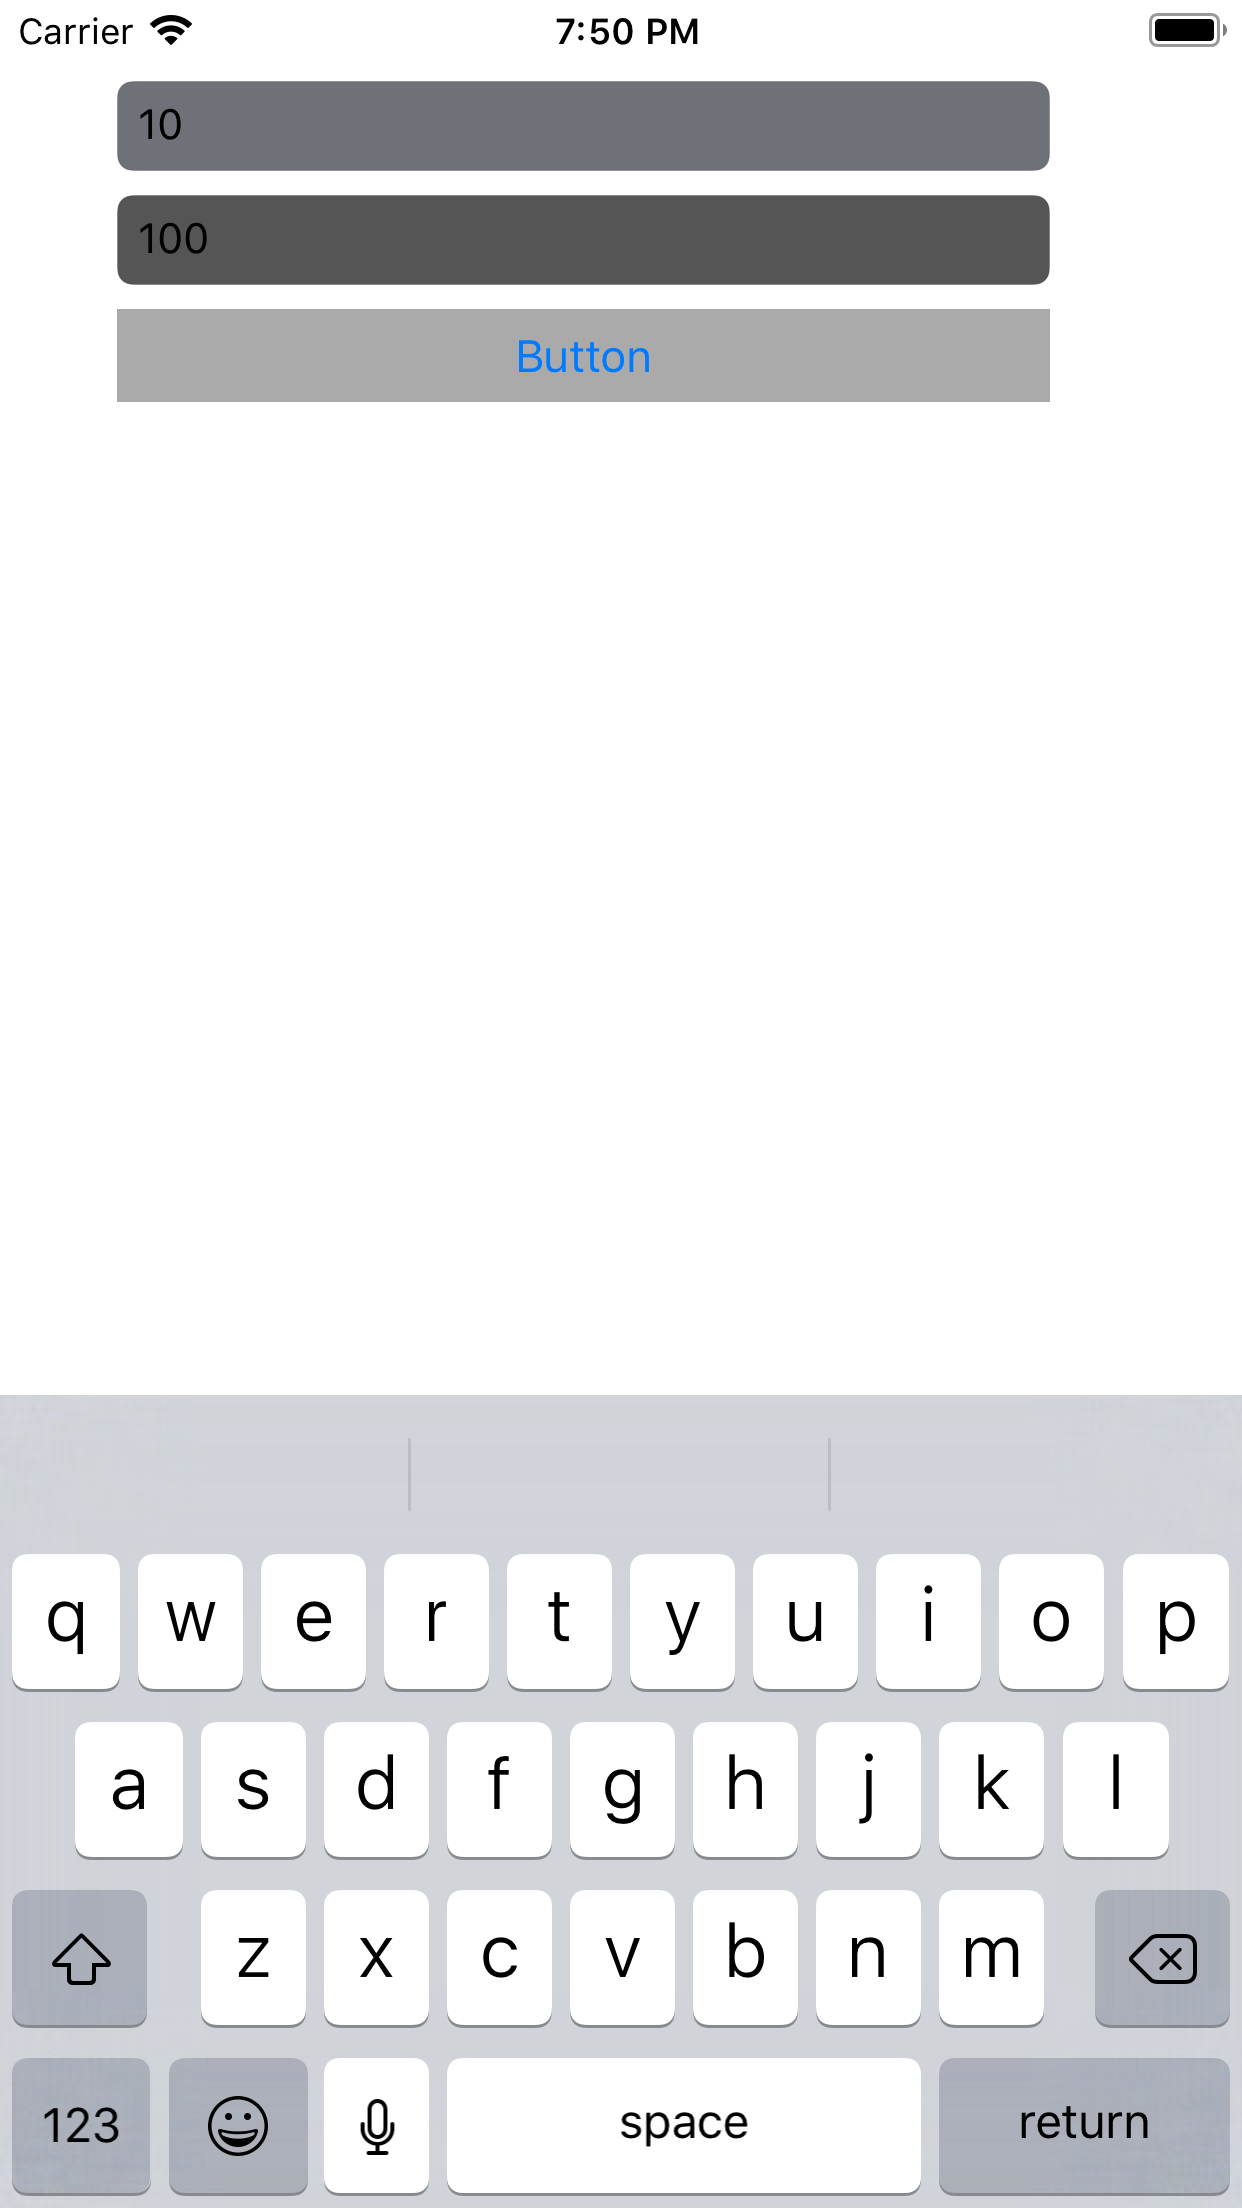 Carrier 7:50 PM
10
100
Button
q w e r t y u i o p
a s d f g h j k l
z x c v b n m
123 space return